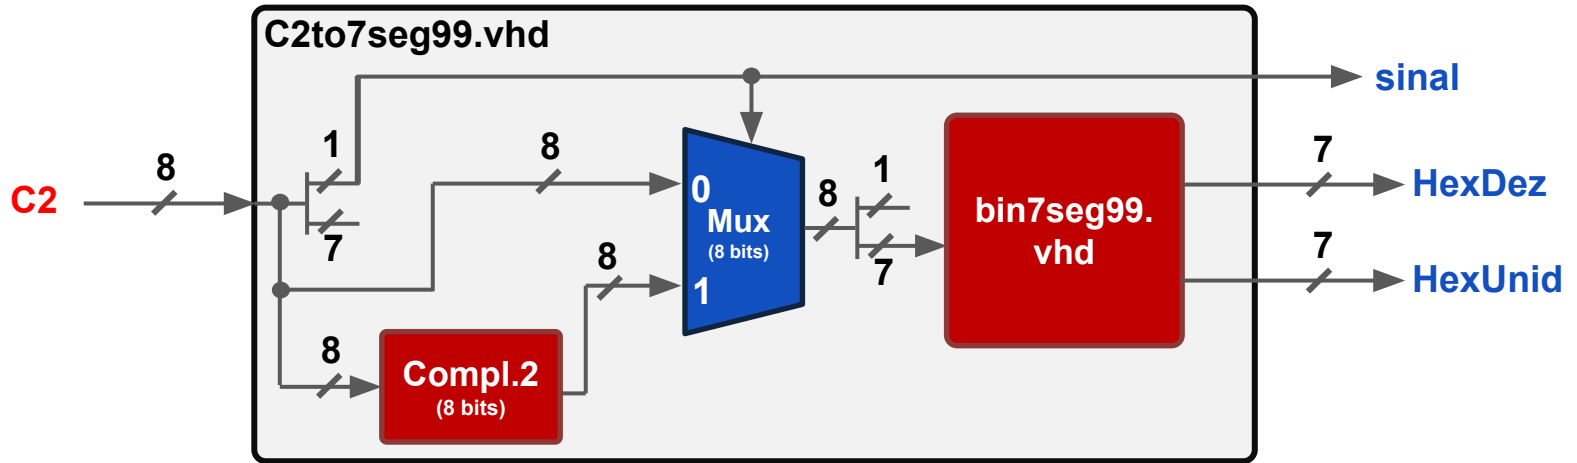 C2to7seg99.vhd
sinal
1
8
8
7
C2
8
1
HexDez
0
7
Mux
(8 bits)
bin7seg99.
vhd
7
8
7
7
HexUnid
1
8
Compl.2
(8 bits)